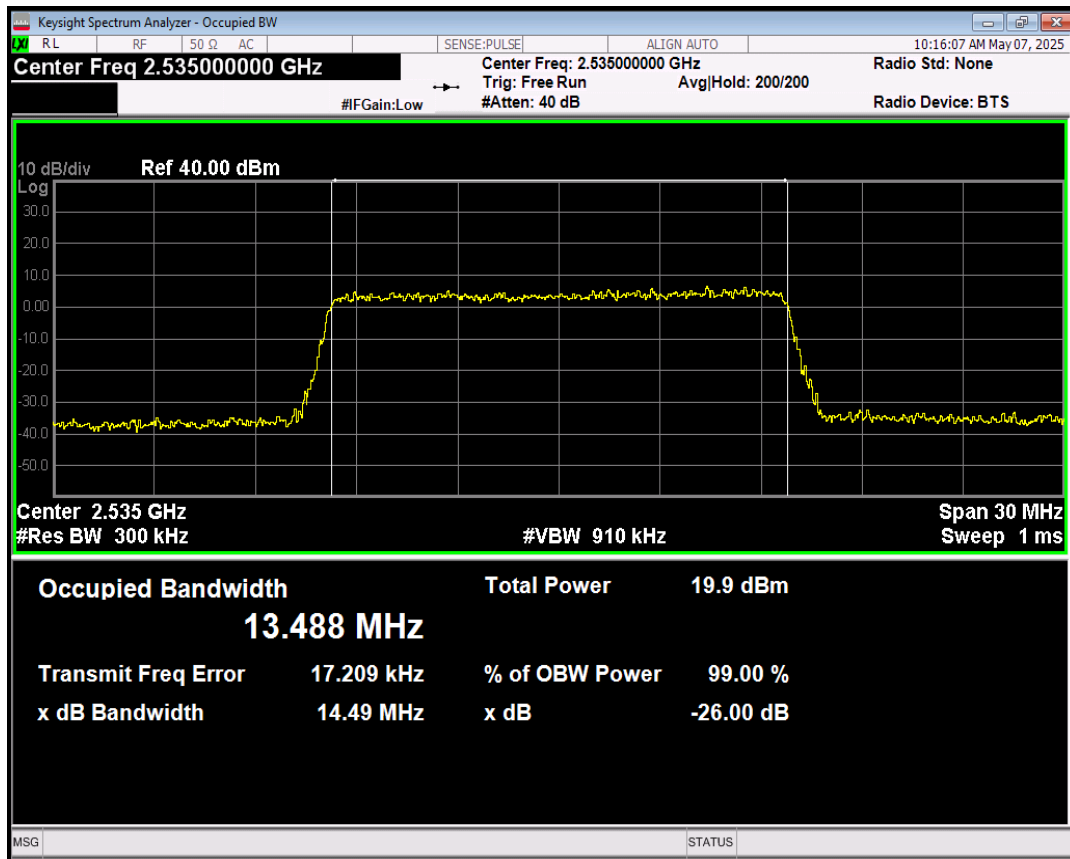 Keysight Spectrum Analyzer - Occupied BW
LXI RL RF 50 Ω AC SENSE:PULSE ALIGN AUTO 10:16:07 AM May 07, 2025
Center Freq 2.535000000 GHz
Center Freq: 2.535000000 GHz
Radio Std: None
Trig: Free Run Avg|Hold: 200/200
#IFGain:Low #Atten: 40 dB Radio Device: BTS
10 dB/div Ref 40.00 dBm
Log
30.0
20.0
10.0
0.00
-10.0
-20.0
-30.0
-40.0
-50.0
Center 2.535 GHz Span 30 MHz
#Res BW 300 kHz #VBW 910 kHz Sweep 1 ms
Occupied Bandwidth Total Power 19.9 dBm
13.488 MHz
Transmit Freq Error 17.209 kHz % of OBW Power 99.00 %
x dB Bandwidth 14.49 MHz x dB -26.00 dB
MSG STATUS